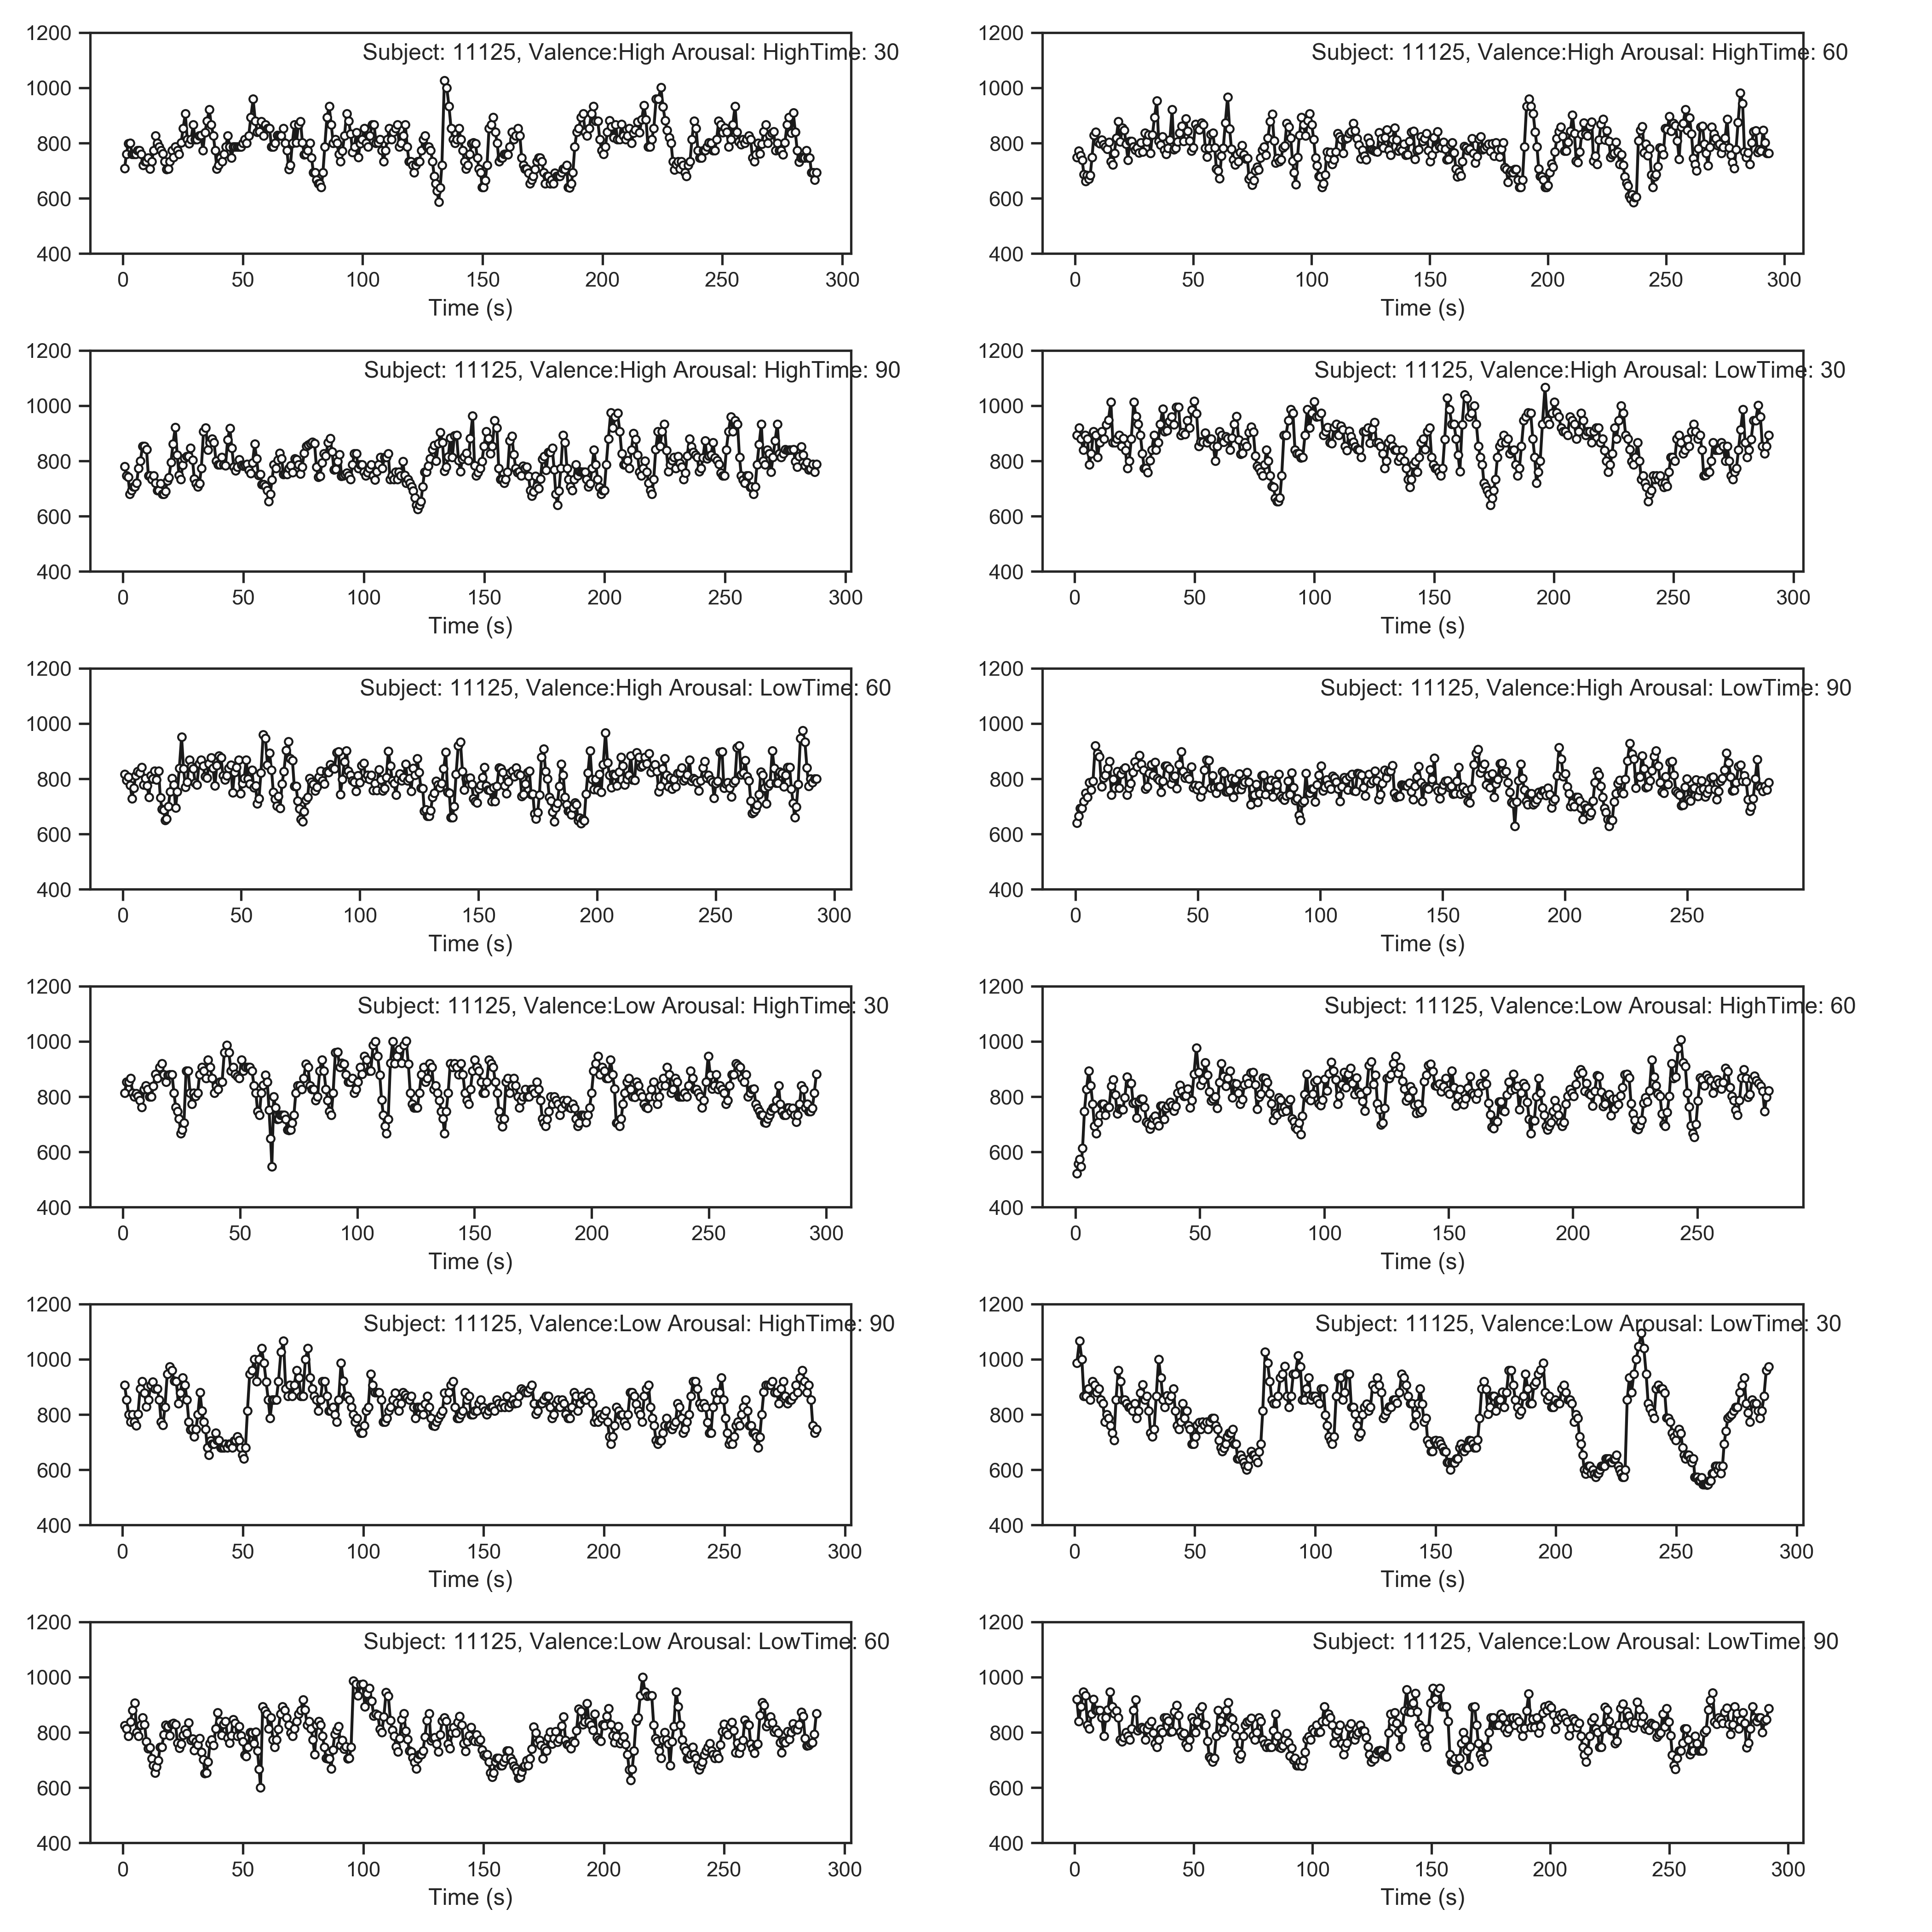 1200
Subject: 11125, Valence:High Arousal: HighTime: 30
1000
800
600
400
0 50 100 150 200 250 300
Time (s)
1200
Subject: 11125, Valence:High Arousal: HighTime: 60
1000
800
600
400
0 50 100 150 200 250 300
Time (s)
1200
Subject: 11125, Valence:High Arousal: HighTime: 90
1000
800
600
400
0 50 100 150 200 250 300
Time (s)
1200
Subject: 11125, Valence:High Arousal: LowTime: 30
1000
800
600
400
0 50 100 150 200 250 300
Time (s)
1200
Subject: 11125, Valence:High Arousal: LowTime: 60
1000
800
600
400
0 50 100 150 200 250 300
Time (s)
1200
Subject: 11125, Valence:High Arousal: LowTime: 90
1000
800
600
400
0 50 100 150 200 250
Time (s)
1200
Subject: 11125, Valence:Low Arousal: HighTime: 30
1000
800
600
400
0 50 100 150 200 250 300
Time (s)
1200
Subject: 11125, Valence:Low Arousal: HighTime: 60
1000
800
600
400
0 50 100 150 200 250
Time (s)
1200
Subject: 11125, Valence:Low Arousal: HighTime: 90
1000
800
600
400
0 50 100 150 200 250 300
Time (s)
1200
Subject: 11125, Valence:Low Arousal: LowTime: 30
1000
800
600
400
0 50 100 150 200 250 300
Time (s)
1200
Subject: 11125, Valence:Low Arousal: LowTime: 60
1000
800
600
400
0 50 100 150 200 250 300
Time (s)
1200
Subject: 11125, Valence:Low Arousal: LowTime: 90
1000
800
600
400
0 50 100 150 200 250 300
Time (s)